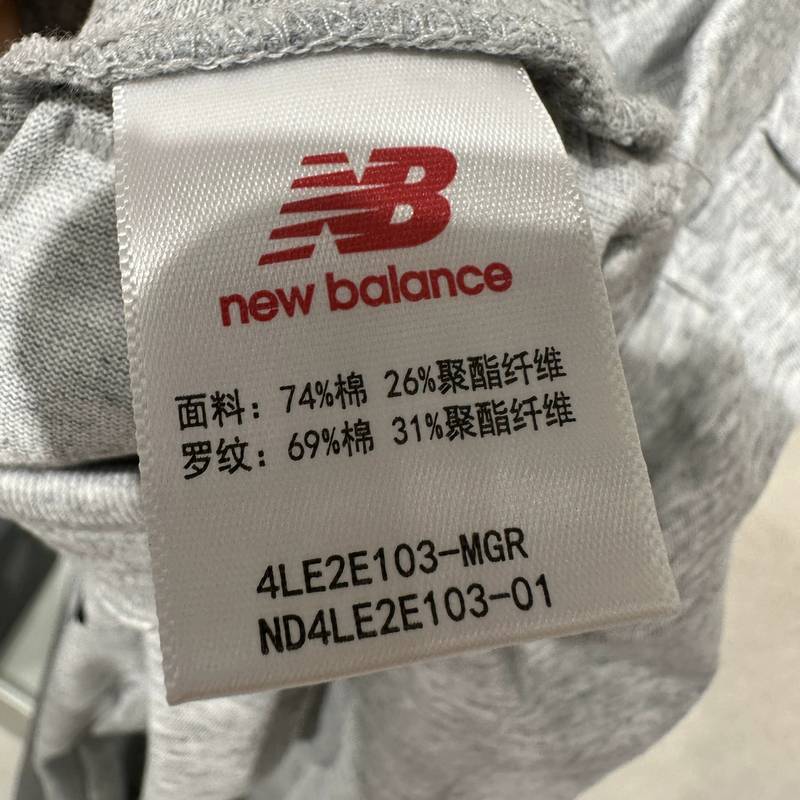 NB
new balance
面料：74%棉 26%聚酯纤维
罗纹：69%棉 31%聚酯纤维
4LE2E103-MGR
ND4LE2E103-01